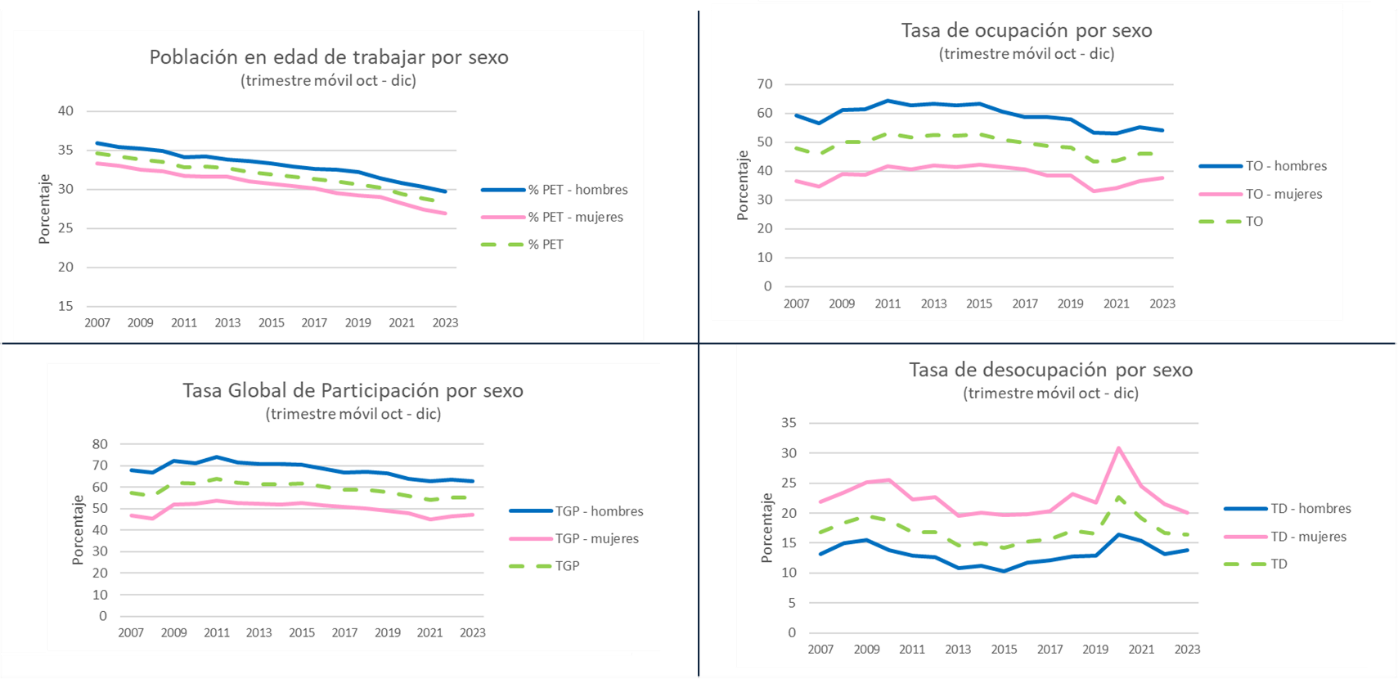 Población en edad de trabajar por sexo
(trimestre móvil oct - dic)
Porcentaje
40
35
30
25
20
15
2007 2009 2011 2013 2015 2017 2019 2021 2023
% PET - hombres
% PET - mujeres
% PET
Tasa de ocupación por sexo
(trimestre móvil oct - dic)
Porcentaje
70
60
50
40
30
20
10
0
2007 2009 2011 2013 2015 2017 2019 2021 2023
TO - hombres
TO - mujeres
TO
Tasa Global de Participación por sexo
(trimestre móvil oct - dic)
Porcentaje
80
70
60
50
40
30
20
10
0
2007 2009 2011 2013 2015 2017 2019 2021 2023
TGP - hombres
TGP - mujeres
TGP
Tasa de desocupación por sexo
(trimestre móvil oct - dic)
Porcentaje
35
30
25
20
15
10
5
0
2007 2009 2011 2013 2015 2017 2019 2021 2023
TD - hombres
TD - mujeres
TD